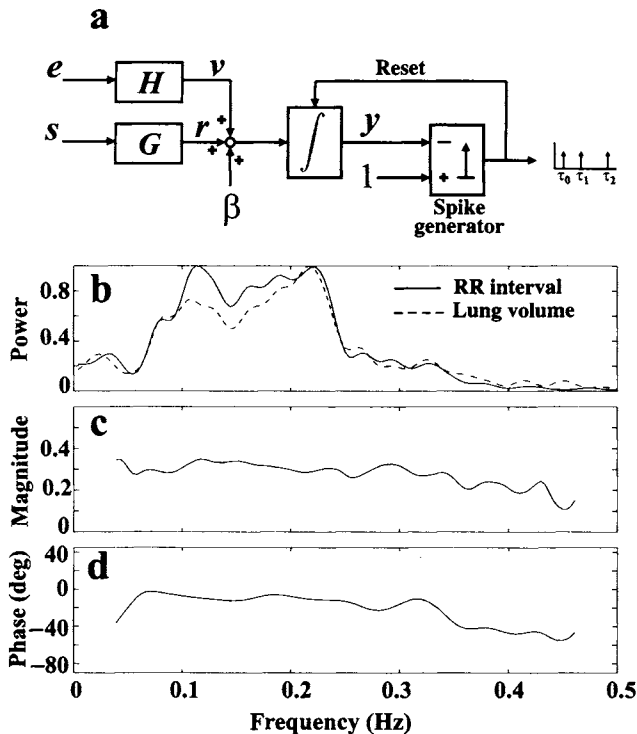 a
e H v
Reset
s G r + + + ∫ y −
1 +
τ0 τ1 τ2
β
Spike
generator
b
RR interval
Lung volume
Power
0.8
0.4
0
c
Magnitude
0.4
0.2
0
d
Phase (deg)
40
0
−40
−80
0 0.1 0.2 0.3 0.4 0.5
Frequency (Hz)